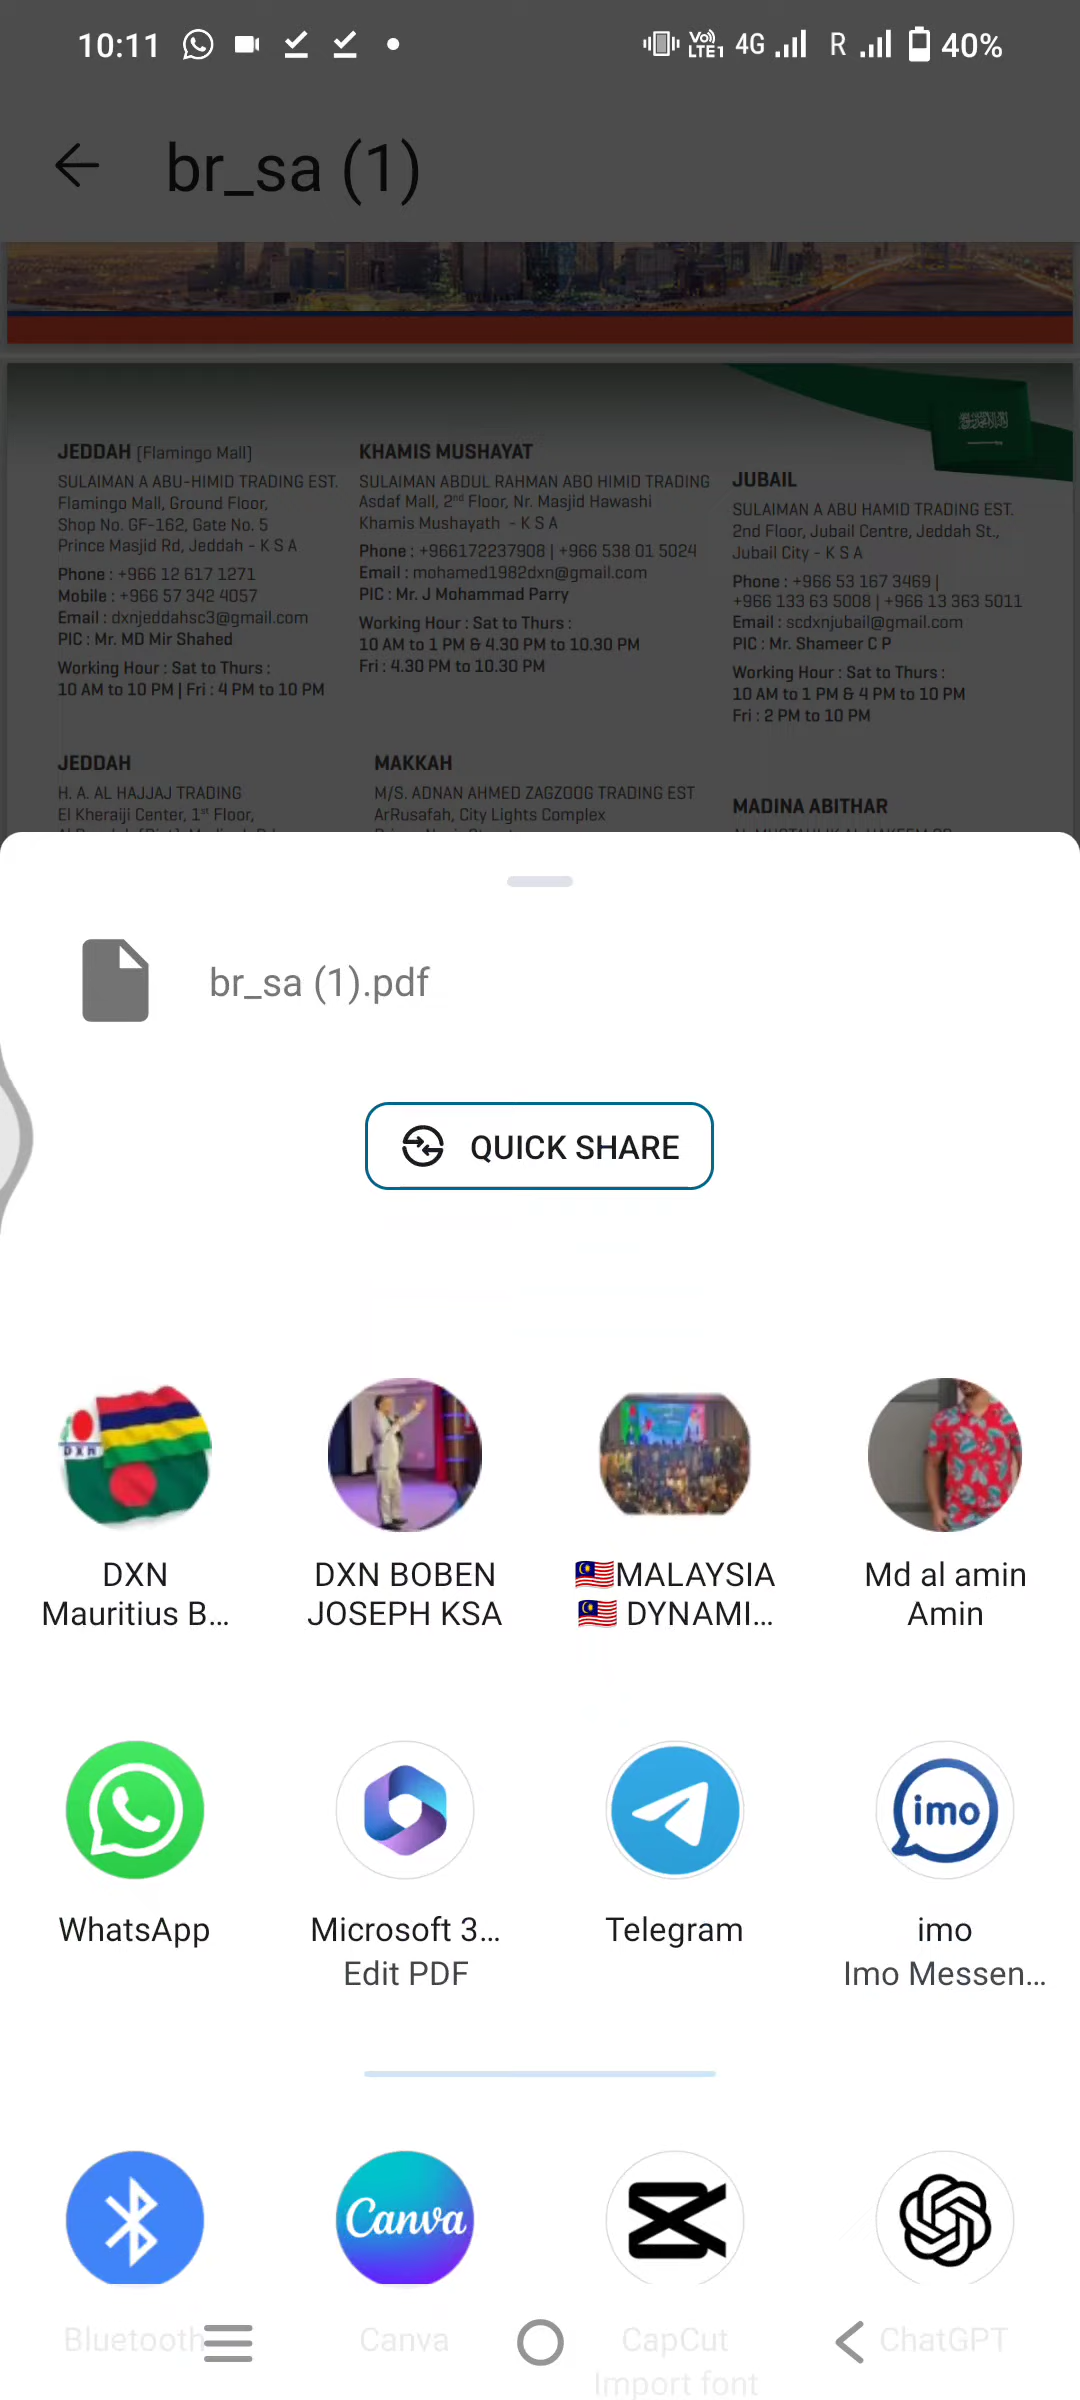 10:11
Vo) LTE1 4G R 40%
br_sa (1)
JEDDAH [Flamingo Mall]
SULAIMAN A ABU-HIMID TRADING EST.
Flamingo Mall, Ground Floor,
Shop No. GF-162, Gate No. 5
Prince Masjid Rd, Jeddah - K S A
Phone : +966 12 617 1271
Mobile : +966 57 342 4057
Email : dxnjeddahsc3@gmail.com
PIC : Mr. MD Mir Shahed
Working Hour : Sat to Thurs :
10 AM to 10 PM | Fri : 4 PM to 10 PM
KHAMIS MUSHAYAT
SULAIMAN ABDUL RAHMAN ABO HIMID TRADING
Asdaf Mall, 2nd Floor, Nr. Masjid Hawashi
Khamis Mushayath - K S A
Phone : +966172237908 | +966 538 01 5024
Email : mohamed1982dxn@gmail.com
PIC : Mr. J Mohammad Parry
Working Hour : Sat to Thurs :
10 AM to 1 PM & 4.30 PM to 10.30 PM
Fri : 4.30 PM to 10.30 PM
JUBAIL
SULAIMAN A ABU HAMID TRADING EST.
2nd Floor, Jubail Centre, Jeddah St.,
Jubail City - K S A
Phone : +966 53 167 3469 |
+966 133 63 5008 | +966 13 363 5011
Email : scdxnjubail@gmail.com
PIC : Mr. Shameer C P
Working Hour : Sat to Thurs :
10 AM to 1 PM & 4 PM to 10 PM
Fri : 2 PM to 10 PM
JEDDAH
H. A. AL HAJJAJ TRADING
El Kheraiji Center, 1st Floor,
MAKKAH
M/S. ADNAN AHMED ZAGZOOG TRADING EST
ArRusafah, City Lights Complex
MADINA ABITHAR
br_sa (1).pdf
QUICK SHARE
DXN
DXN
Mauritius B...
DXN BOBEN
JOSEPH KSA
🇲🇾MALAYSIA
🇲🇾 DYNAMI...
Md al amin
Amin
imo
WhatsApp
Microsoft 3...
Edit PDF
Telegram
imo
Imo Messen...
Canva
Bluetooth
Canva
CapCut
Import font
ChatGPT